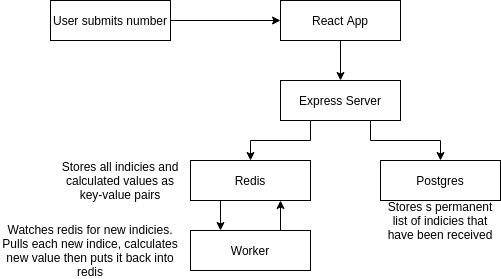 User submits number
React App
Express Server
Stores all indicies and
calculated values as
key-value pairs
Redis
Postgres
Stores s permanent
list of indicies that
have been received
Watches redis for new indicies.
Pulls each new indice, calculates
new value then puts it back into
redis
Worker